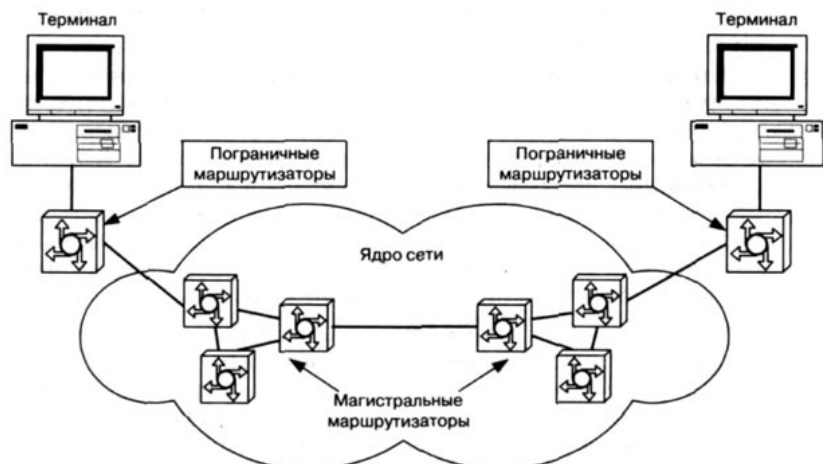 Терминал
Терминал
Пограничные
маршрутизаторы
Пограничные
маршрутизаторы
Ядро сети
Магистральные
маршрутизаторы